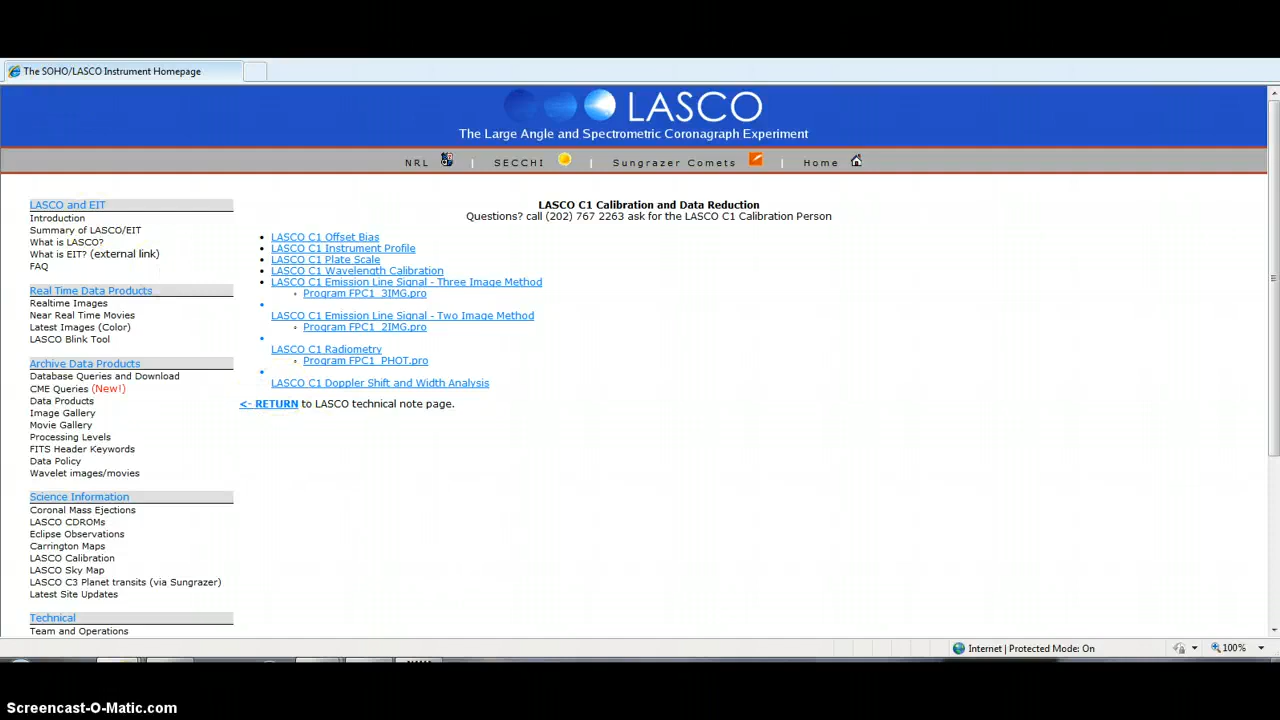 The SOHO/LASCO Instrument Homepage
LASCO
The Large Angle and Spectrometric Coronagraph Experiment
NRL | SECCHI | Sungrazer Comets | Home
LASCO and EIT
Introduction
Summary of LASCO/EIT
What is LASCO?
What is EIT? (external link)
FAQ
Real Time Data Products
Realtime Images
Near Real Time Movies
Latest Images (Color)
LASCO Blink Tool
Archive Data Products
Database Queries and Download
CME Queries (New!)
Data Products
Image Gallery
Movie Gallery
Processing Levels
FITS Header Keywords
Data Policy
Wavelet images/movies
Science Information
Coronal Mass Ejections
LASCO CDROMs
Eclipse Observations
Carrington Maps
LASCO Calibration
LASCO Sky Map
LASCO C3 Planet transits (via Sungrazer)
Latest Site Updates
Technical
Team and Operations
LASCO C1 Calibration and Data Reduction
Questions? call (202) 767 2263 ask for the LASCO C1 Calibration Person
LASCO C1 Offset Bias
LASCO C1 Instrument Profile
LASCO C1 Plate Scale
LASCO C1 Wavelength Calibration
LASCO C1 Emission Line Signal - Three Image Method
Program FPC1_3IMG.pro
LASCO C1 Emission Line Signal - Two Image Method
Program FPC1_2IMG.pro
LASCO C1 Radiometry
Program FPC1_PHOT.pro
LASCO C1 Doppler Shift and Width Analysis
<- RETURN to LASCO technical note page.
Internet | Protected Mode: On
100%
Screencast-O-Matic.com